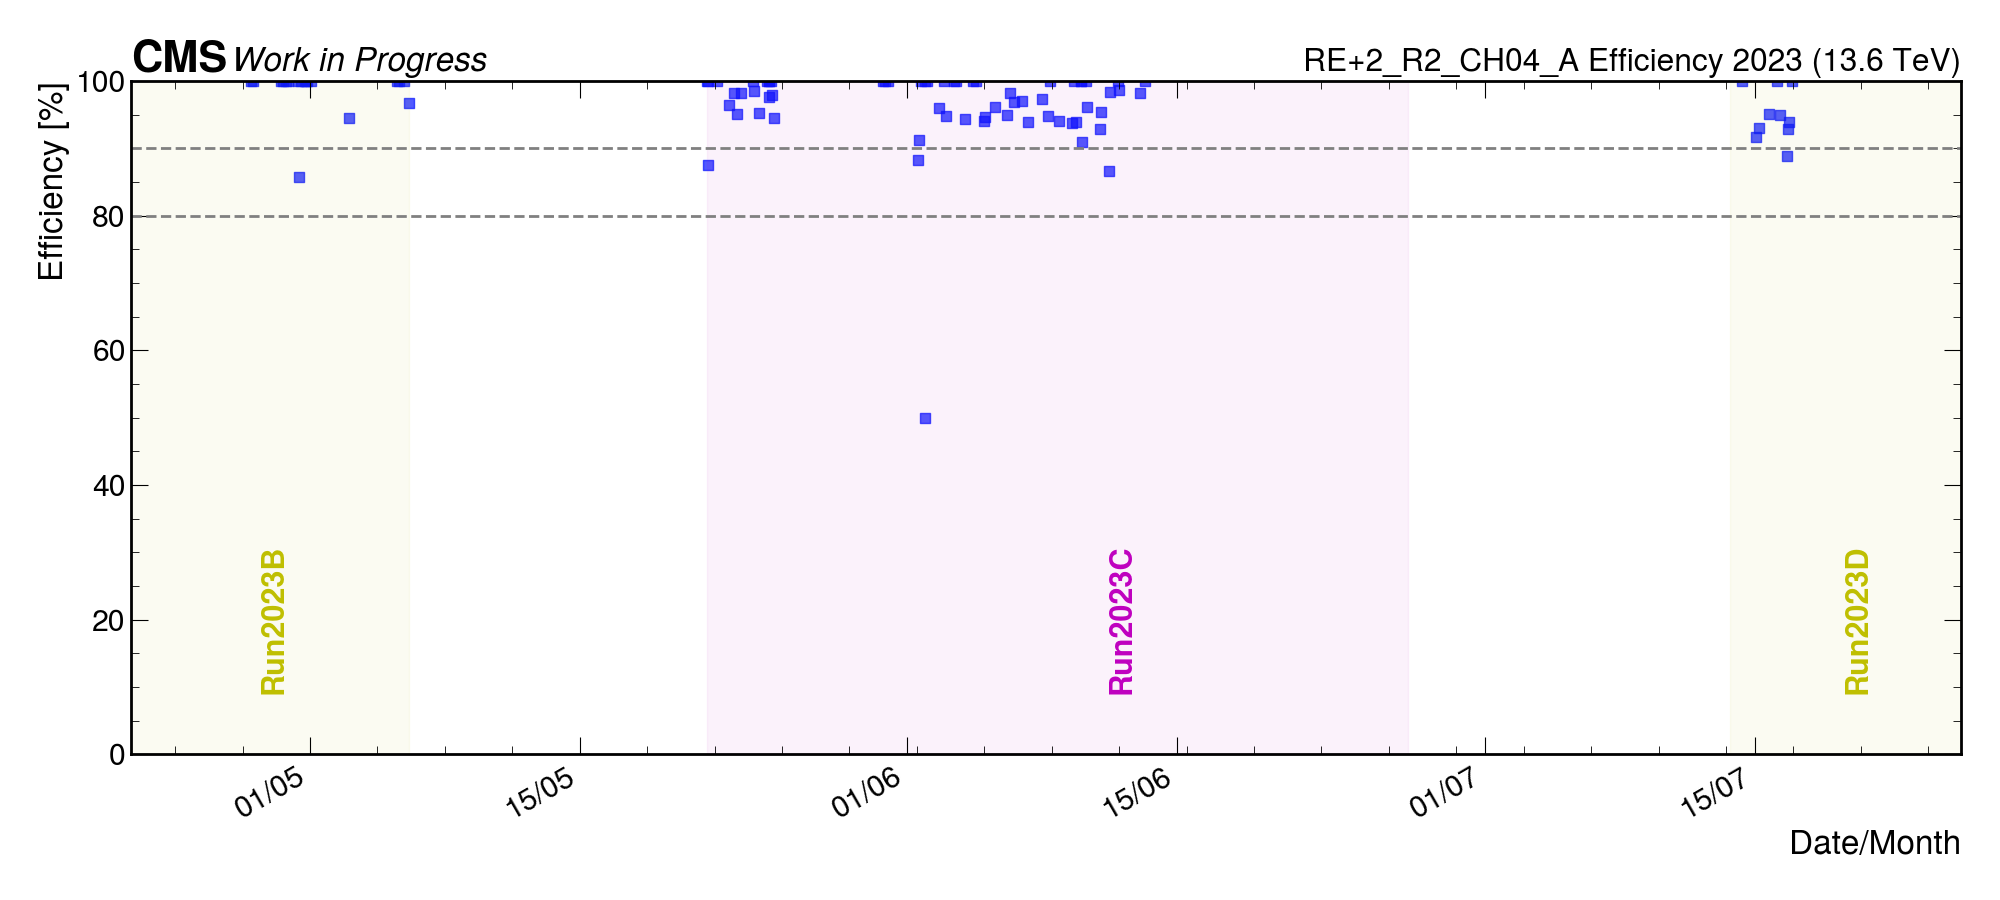 CMS Work in Progress
RE+2_R2_CH04_A Efficiency 2023 (13.6 TeV)
Efficiency [%]
100
80
60
40
20
0
Run2023B
Run2023C
Run2023D
01/05
15/05
01/06
15/06
01/07
15/07
Date/Month